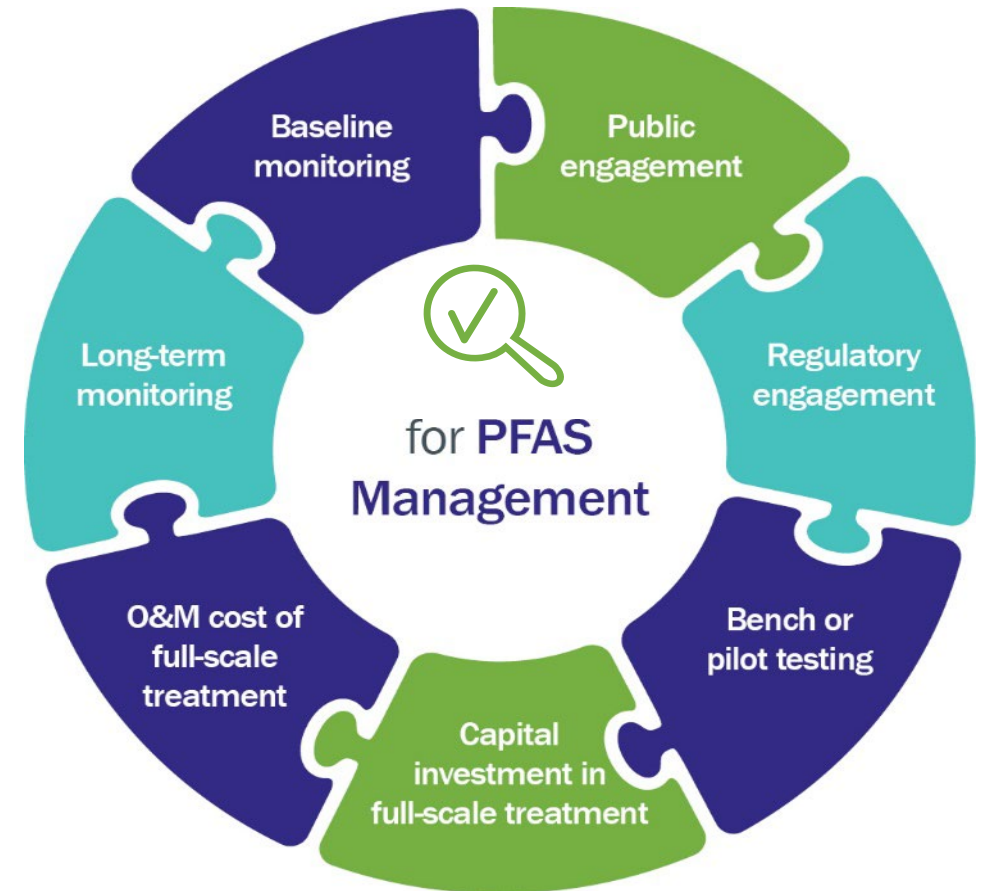 Baseline
monitoring
Public
engagement
Regulatory
engagement
Bench or
pilot testing
Capital
investment in
full-scale treatment
O&M cost of
full-scale
treatment
Long-term
monitoring
for PFAS
Management